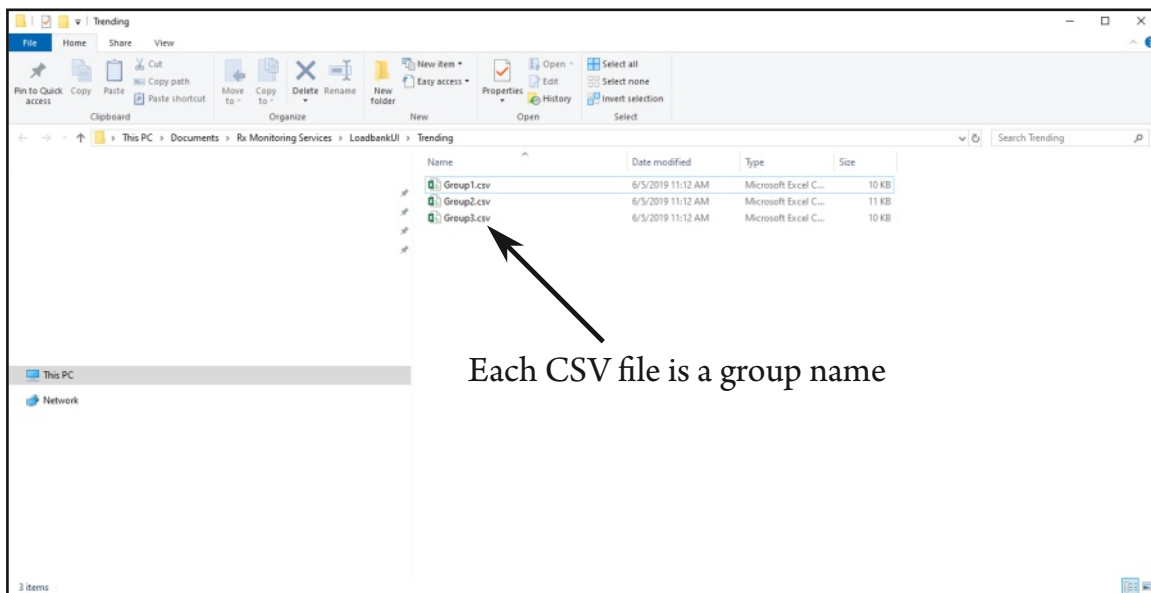 Trending
File Home Share View
Pin to Quick access
Copy
Paste
Cut
Copy path
Paste shortcut
Clipboard
Move to
Copy to
Delete
Rename
Organize
New folder
New item
Easy access
New
Properties
Open
Edit
History
Open
Select all
Select none
Invert selection
Select
This PC > Documents > Rx Monitoring Services > LoadbankUI > Trending
Search Trending
Name Date modified Type Size
Group1.csv 6/5/2019 11:12 AM Microsoft Excel C... 10 KB
Group2.csv 6/5/2019 11:12 AM Microsoft Excel C... 11 KB
Group3.csv 6/5/2019 11:12 AM Microsoft Excel C... 10 KB
Each CSV file is a group name
This PC
Network
3 items